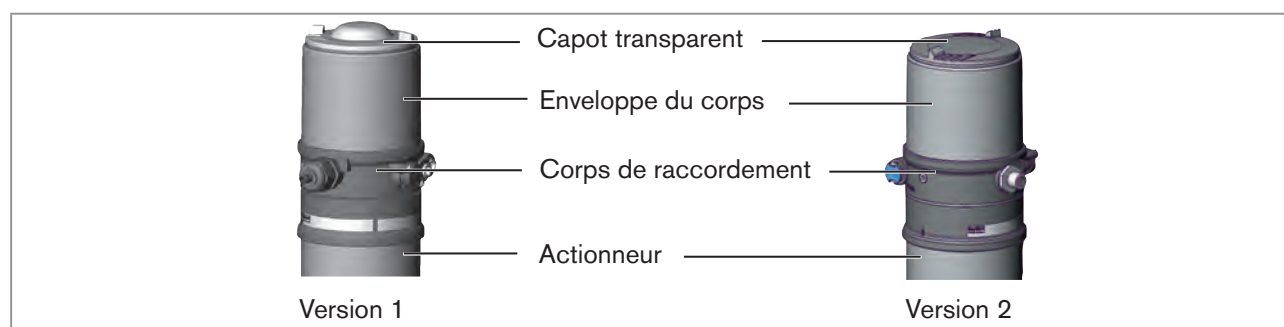 Capot transparent
Enveloppe du corps
Corps de raccordement
Actionneur
Version 1
Version 2